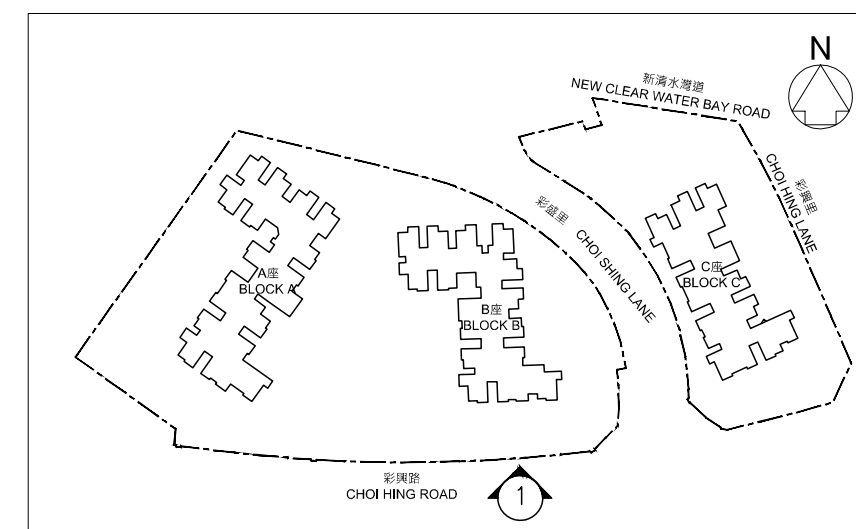 N
新清水灣道
NEW CLEAR WATER BAY ROAD
彩興里
CHOI HING LANE
彩盛里
CHOI SHING LANE
A座
BLOCK A
B座
BLOCK B
C座
BLOCK C
彩興路
CHOI HING ROAD
1